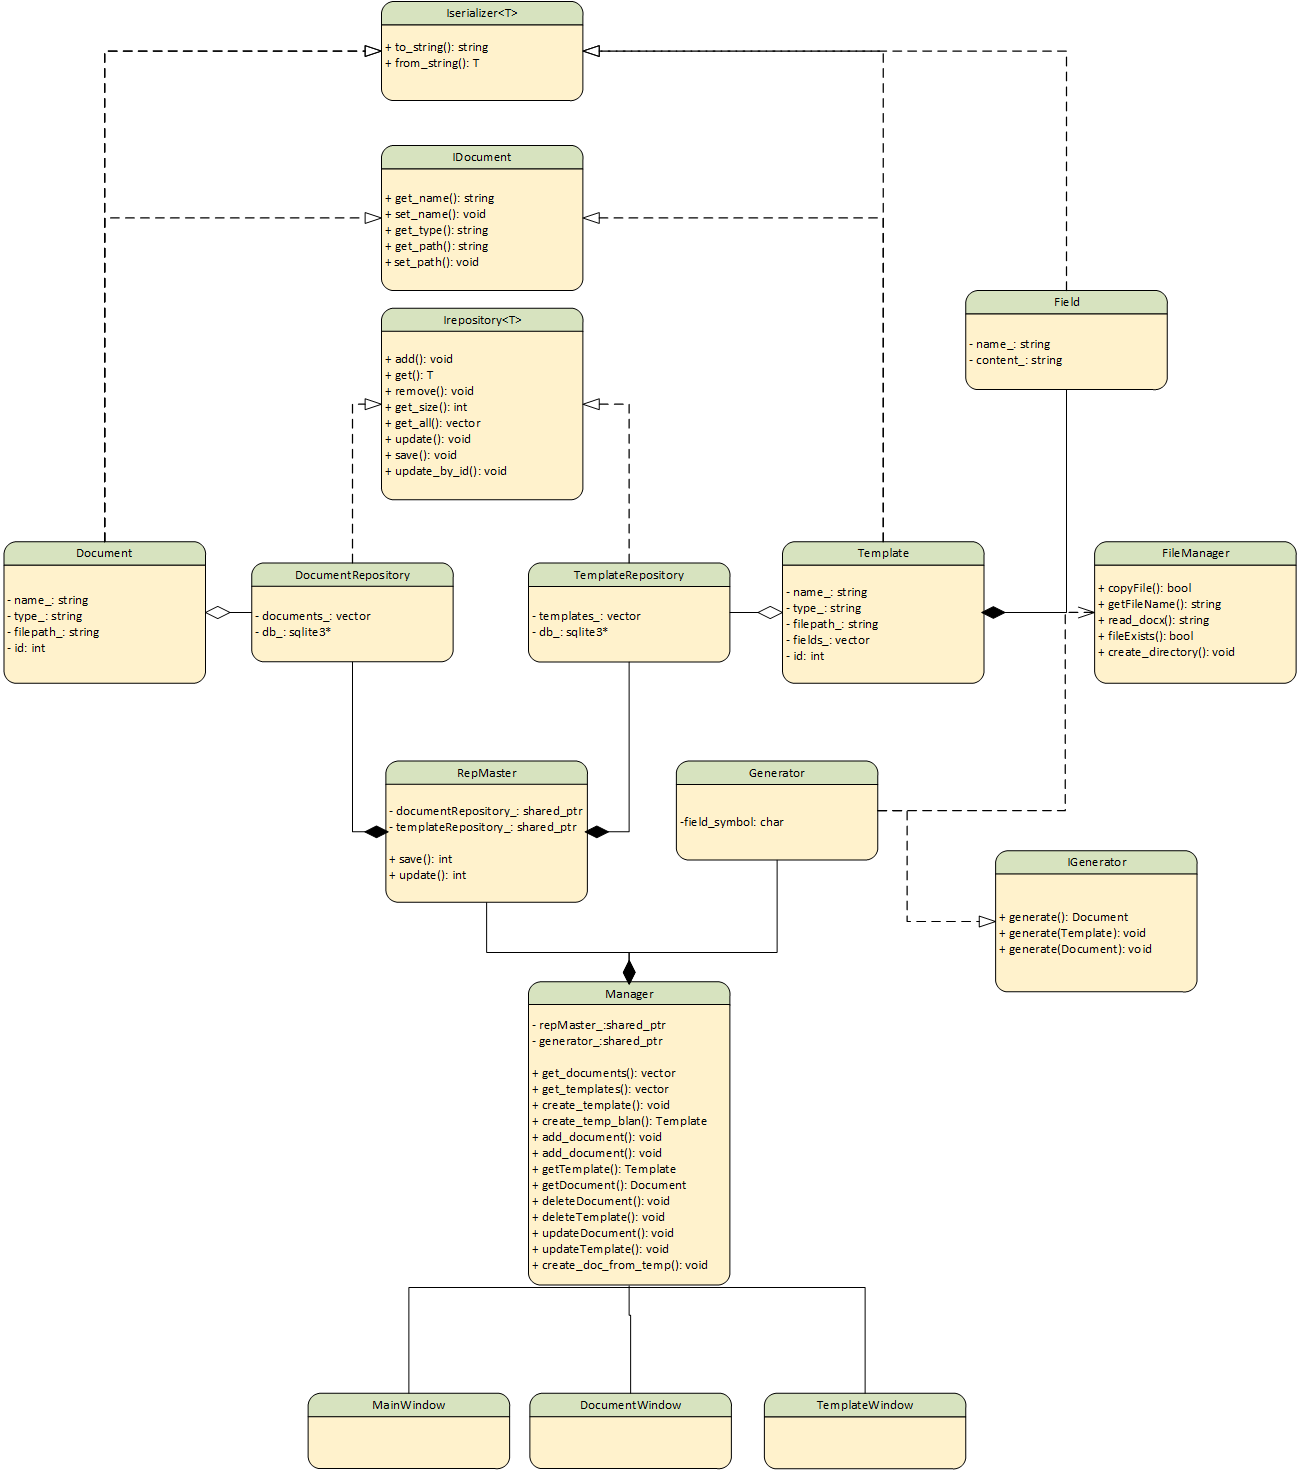 Iserializer<T>
+ to_string(): string
+ from_string(): T
IDocument
+ get_name(): string
+ set_name(): void
+ get_type(): string
+ get_path(): string
+ set_path(): void
Field
- name_: string
- content_: string
Irepository<T>
+ add(): void
+ get(): T
+ remove(): void
+ get_size(): int
+ get_all(): vector
+ update(): void
+ save(): void
+ update_by_id(): void
Document
- name_: string
- type_: string
- filepath_: string
- id: int
DocumentRepository
- documents_: vector
- db_: sqlite3*
TemplateRepository
- templates_: vector
- db_: sqlite3*
Template
- name_: string
- type_: string
- filepath_: string
- fields_: vector
- id: int
FileManager
+ copyFile(): bool
+ getFileName(): string
+ read_docx(): string
+ fileExists(): bool
+ create_directory(): void
RepMaster
- documentRepository_: shared_ptr
- templateRepository_: shared_ptr
+ save(): int
+ update(): int
Generator
-field_symbol: char
IGenerator
+ generate(): Document
+ generate(Template): void
+ generate(Document): void
Manager
- repMaster_:shared_ptr
- generator_:shared_ptr
+ get_documents(): vector
+ get_templates(): vector
+ create_template(): void
+ create_temp_blan(): Template
+ add_document(): void
+ add_document(): void
+ getTemplate(): Template
+ getDocument(): Document
+ deleteDocument(): void
+ deleteTemplate(): void
+ updateDocument(): void
+ updateTemplate(): void
+ create_doc_from_temp(): void
MainWindow
DocumentWindow
TemplateWindow